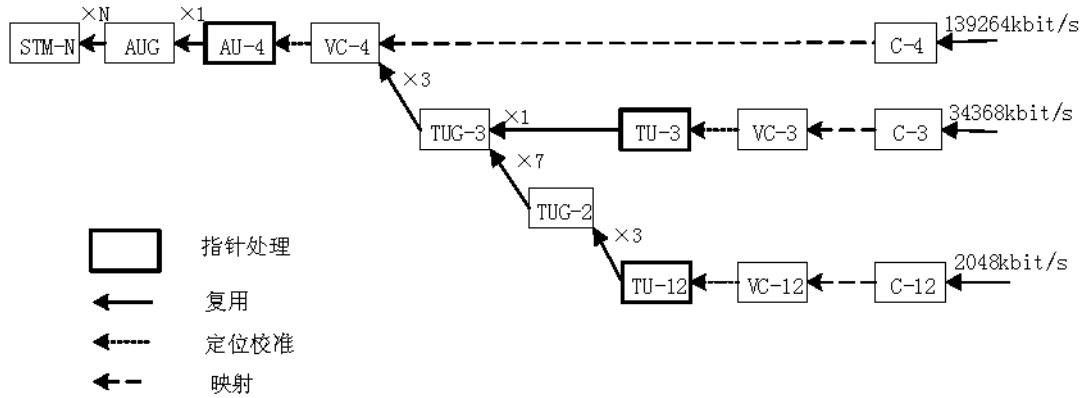 ×N
×1
139264kbit/s
STM-N
AUG
AU-4
VC-4
C-4
×3
×1
34368kbit/s
TUG-3
TU-3
VC-3
C-3
×7
TUG-2
×3
指针处理
2048kbit/s
TU-12
VC-12
C-12
复用
定位校准
映射